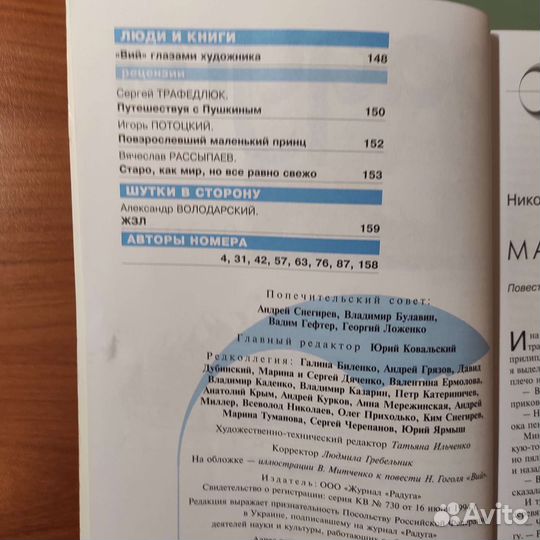 ЛЮДИ И КНИГИ
«Вий» глазами художника 148
РЕЦЕНЗИИ
Сергей ТРАФЕДЛЮК.
Путешествуя с Пушкиным 150
Игорь ПОТОЦКИЙ.
Повзрослевший маленький принц 152
Вячеслав РАССЫПАЕВ.
Старо, как мир, но все равно свежо 153
ШУТКИ В СТОРОНУ
Александр ВОЛОДАРСКИЙ.
ЖЗЛ 159
АВТОРЫ НОМЕРА
4, 31, 42, 57, 63, 76, 87, 158
Попечительский совет:
Андрей Снегирев, Владимир Булавин,
Вадим Гефтер, Георгий Ложенко
Главный редактор Юрий Ковальский
Редколлегия: Галина Биленко, Андрей Грязов, Давид
Дубинский, Марина и Сергей Дяченко, Валентина Ермолова,
Владимир Каденко, Владимир Казарин, Петр Катериничев,
Анатолий Крым, Андрей Курков, Анна Мережинская, Андрей
Миллер, Всеволод Николаев, Олег Приходько, Ким Снегирев,
Марина Туманова, Сергей Черепанов, Юрий Ярмыш
Художественно-технический редактор Татьяна Ильченко
Корректор Людмила Гребельник
На обложке — иллюстрации В. Митченко к повести Н. Гоголя «Вий».
Издатель: ООО «Журнал «Радуга»
Свидетельство о регистрации: серия КВ № 730 от 16 июня
Редакция выражает признательность Посольству Российской
в Украине, подписавшему на журнал «Радуга»
деятелей науки и культуры, работающих
Нико
МА
Повест
Avito